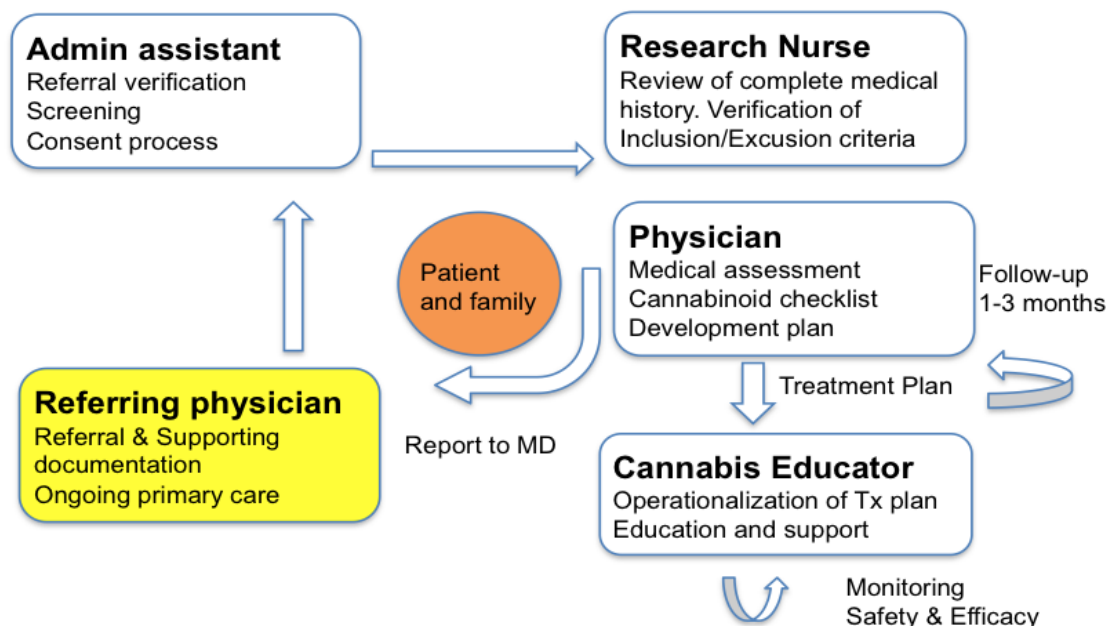 Admin assistant
Referral verification
Screening
Consent process
Research Nurse
Review of complete medical
history. Verification of
Inclusion/Excusion criteria
Patient
and family
Physician
Medical assessment
Cannabinoid checklist
Development plan
Follow-up
1-3 months
Referring physician
Referral & Supporting
documentation
Ongoing primary care
Report to MD
Treatment Plan
Cannabis Educator
Operationalization of Tx plan
Education and support
Monitoring
Safety & Efficacy